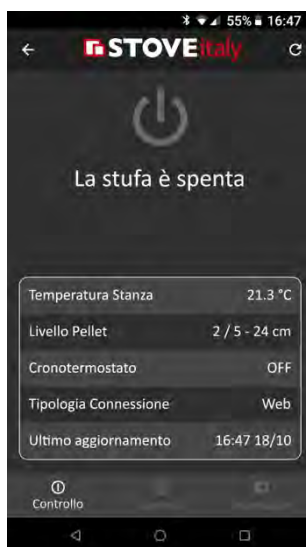 55% 16:47
STOVEitaly
La stufa è spenta
Temperatura Stanza 21.3 °C
Livello Pellet 2 / 5 - 24 cm
Cronotermostato OFF
Tipologia Connessione Web
Ultimo aggiornamento 16:47 18/10
Controllo